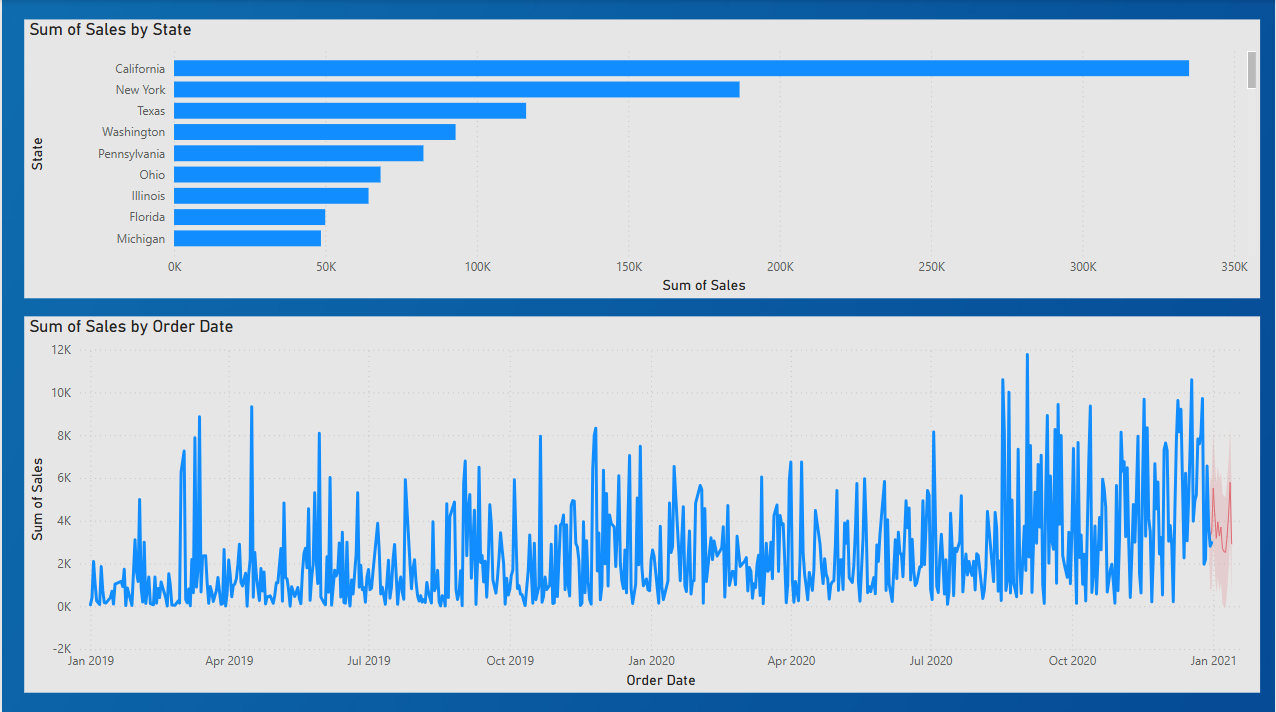 Sum of Sales by State
State
California
New York
Texas
Washington
Pennsylvania
Ohio
Illinois
Florida
Michigan
0K 50K 100K 150K 200K 250K 300K 350K
Sum of Sales
Sum of Sales by Order Date
Sum of Sales
12K
10K
8K
6K
4K
2K
0K
-2K
Jan 2019 Apr 2019 Jul 2019 Oct 2019 Jan 2020 Apr 2020 Jul 2020 Oct 2020 Jan 2021
Order Date